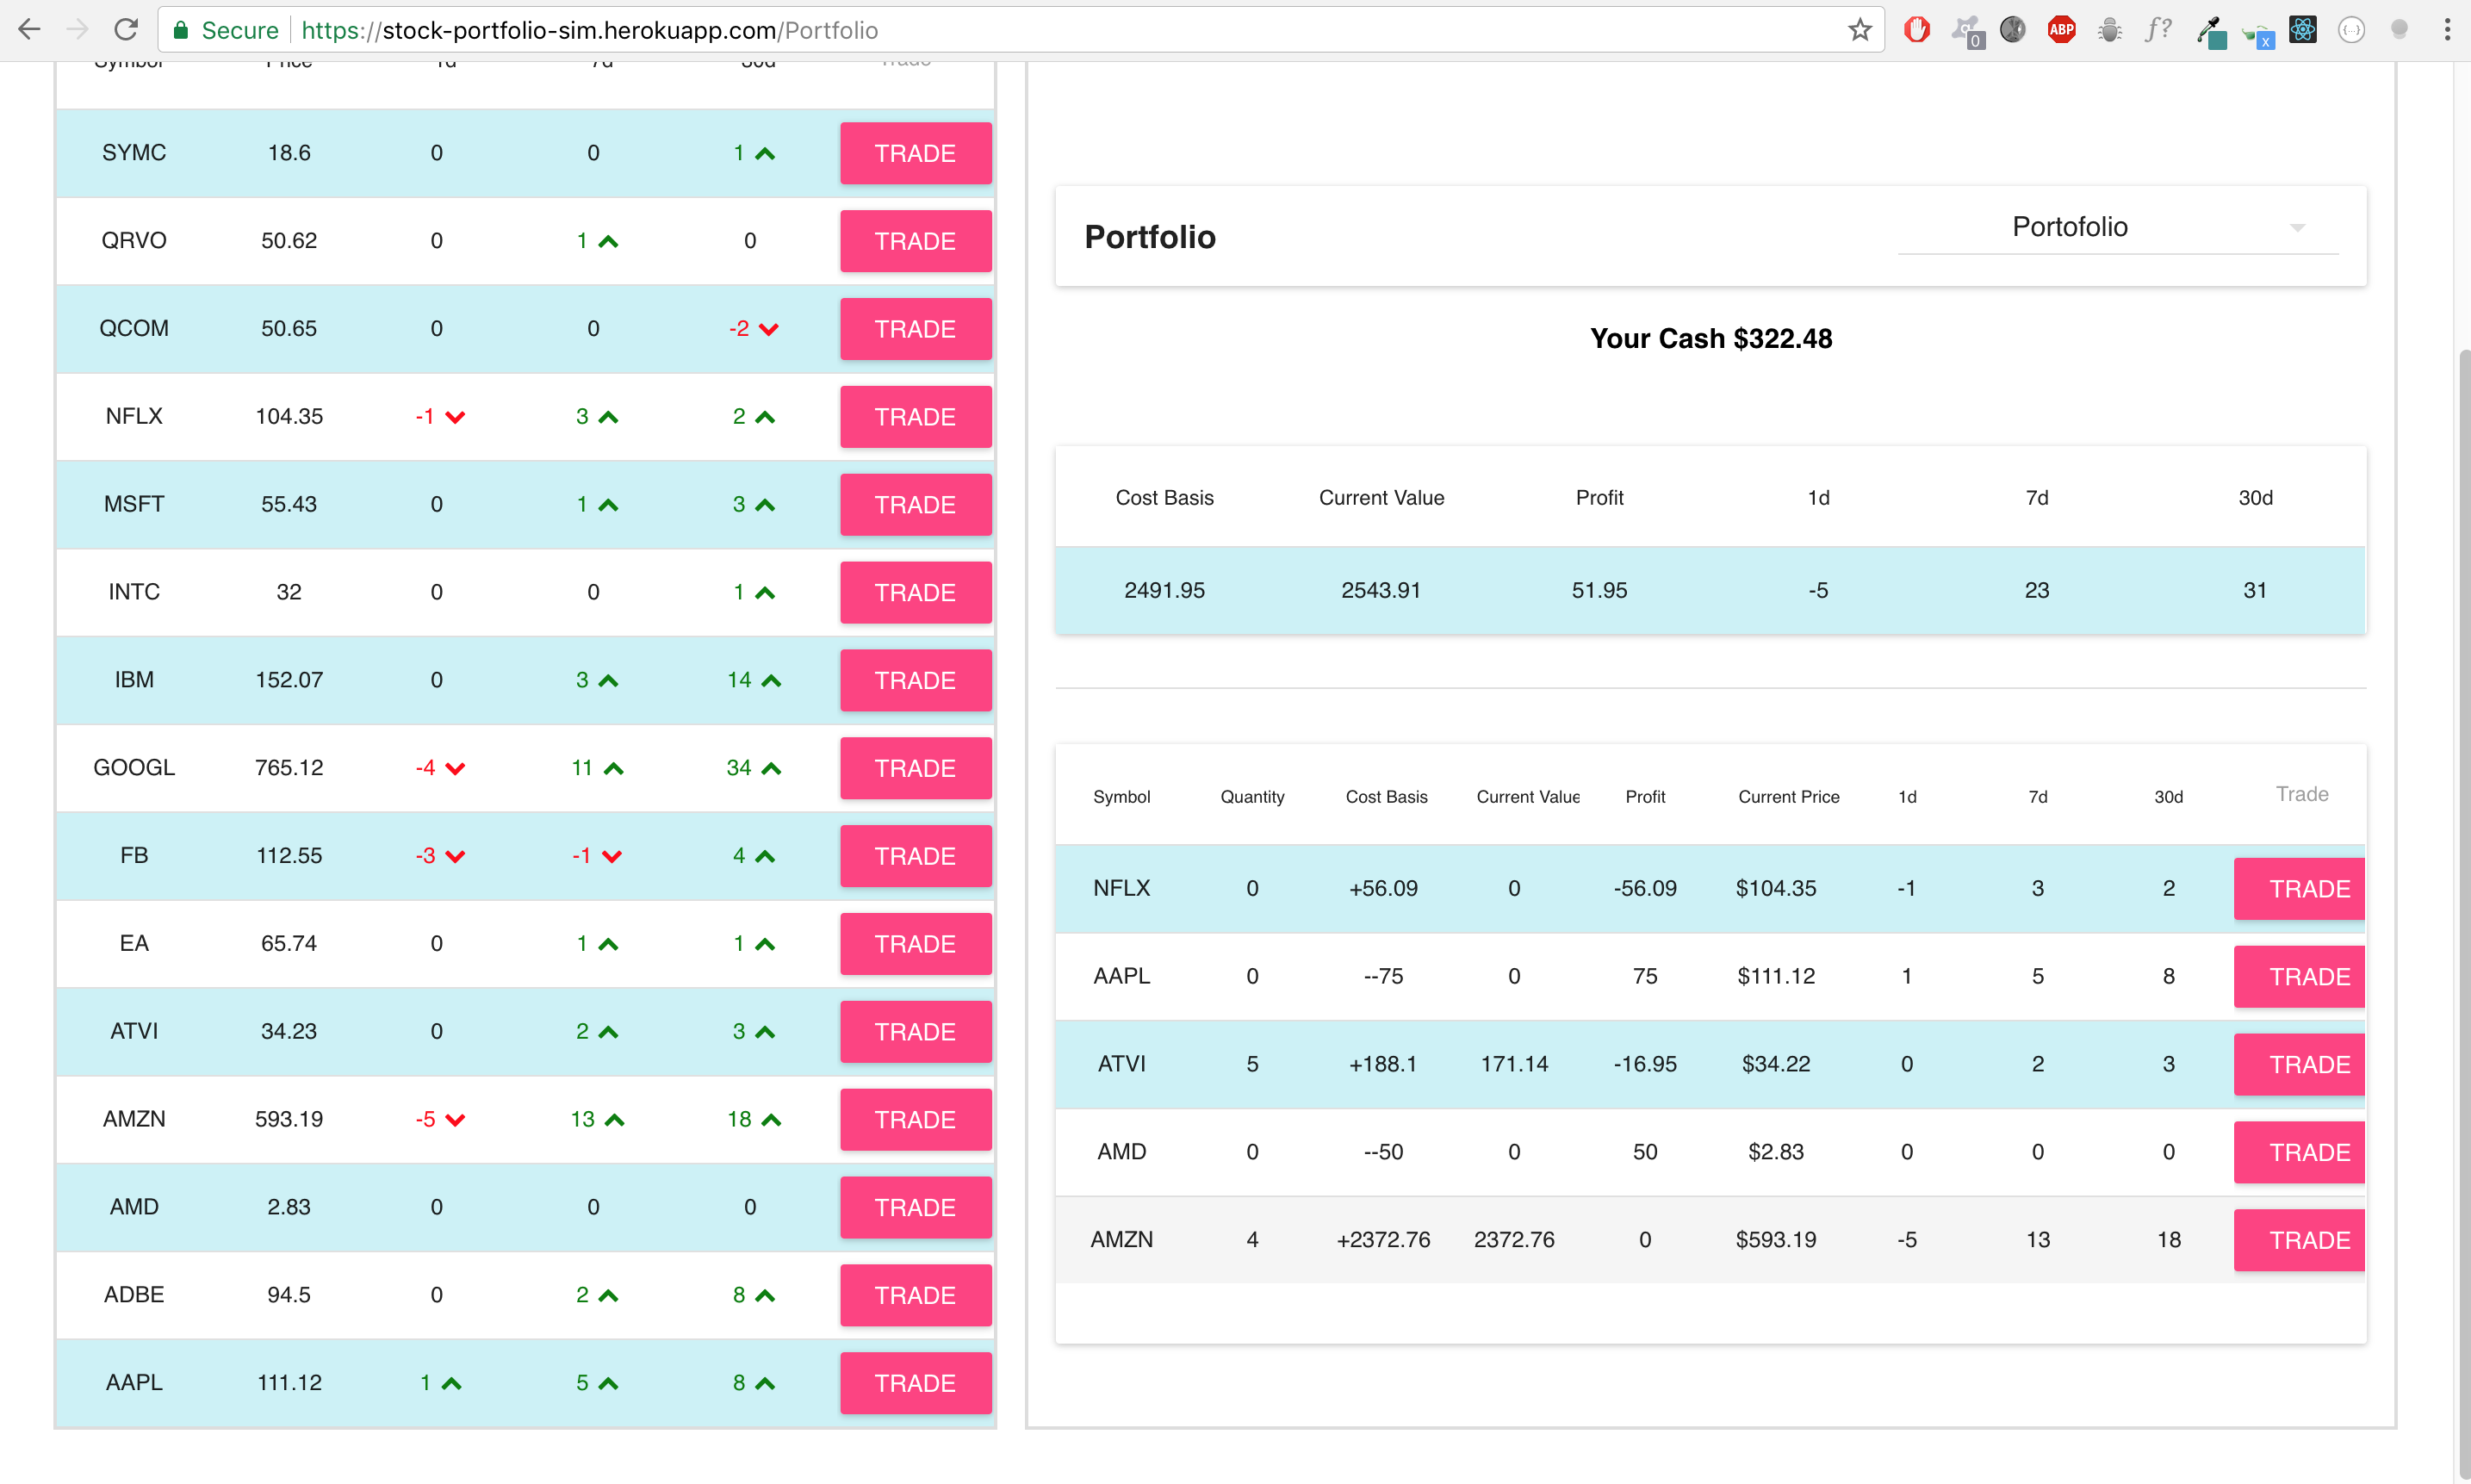 Secure https://stock-portfolio-sim.herokuapp.com/Portfolio
0 ABP f? x {...}
Symbol Price 1d 7d 30d Trade
SYMC 18.6 0 0 1 TRADE
QRVO 50.62 0 1 0 TRADE
QCOM 50.65 0 0 -2 TRADE
NFLX 104.35 -1 3 2 TRADE
MSFT 55.43 0 1 3 TRADE
INTC 32 0 0 1 TRADE
IBM 152.07 0 3 14 TRADE
GOOGL 765.12 -4 11 34 TRADE
FB 112.55 -3 -1 4 TRADE
EA 65.74 0 1 1 TRADE
ATVI 34.23 0 2 3 TRADE
AMZN 593.19 -5 13 18 TRADE
AMD 2.83 0 0 0 TRADE
ADBE 94.5 0 2 8 TRADE
AAPL 111.12 1 5 8 TRADE
Portfolio Portofolio
Your Cash $322.48
Cost Basis Current Value Profit 1d 7d 30d
2491.95 2543.91 51.95 -5 23 31
Symbol Quantity Cost Basis Current Value Profit Current Price 1d 7d 30d Trade
NFLX 0 +56.09 0 -56.09 $104.35 -1 3 2 TRADE
AAPL 0 --75 0 75 $111.12 1 5 8 TRADE
ATVI 5 +188.1 171.14 -16.95 $34.22 0 2 3 TRADE
AMD 0 --50 0 50 $2.83 0 0 0 TRADE
AMZN 4 +2372.76 2372.76 0 $593.19 -5 13 18 TRADE